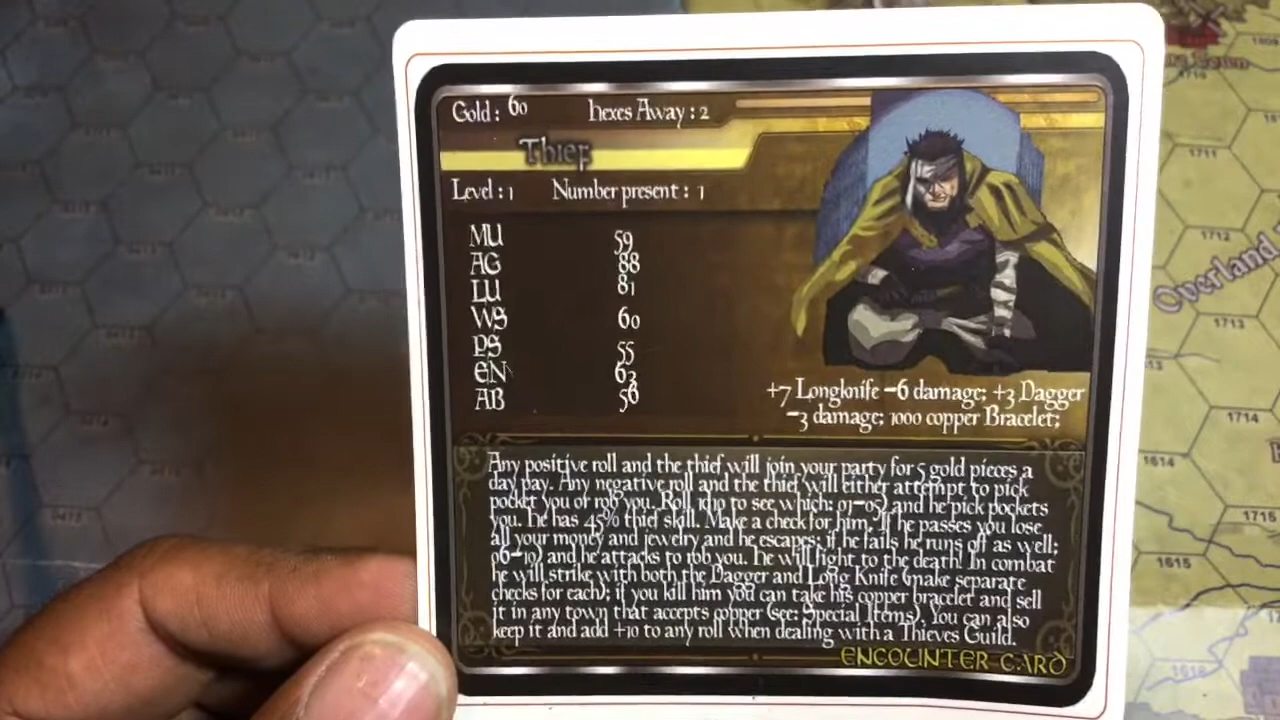 Gold: 60 Hexes Away: 2
Thief
Level: 1 Number present: 1
MU 59
AG 88
LU 81
WS 60
PS 55
EN 63
AB 56
+7 Longknife -6 damage; +3 Dagger
-3 damage; 1000 copper Bracelet;
Any positive roll and the thief will join your party for 5 gold pieces a
day pay. Any negative roll and the thief will either attempt to pick
pocket you or rob you. Roll 1d10 to see which: 01-05) and he pick pockets
you. He has 45% thief skill. Make a check for him. If he passes you lose
all your money and jewelry and he escapes; if he fails he runs off as well;
06-10) and he attacks to rob you. He will fight to the death! In combat
he will strike with both the Dagger and Long Knife (make separate
checks for each); if you kill him you can take his copper bracelet and sell
it in any town that accepts copper (see: Special Items). You can also
keep it and add +10 to any roll when dealing with a Thieves Guild.
ENCOUNTER CARD
1711
1712
Overland
1713
1714
1614
1715
1615
1616